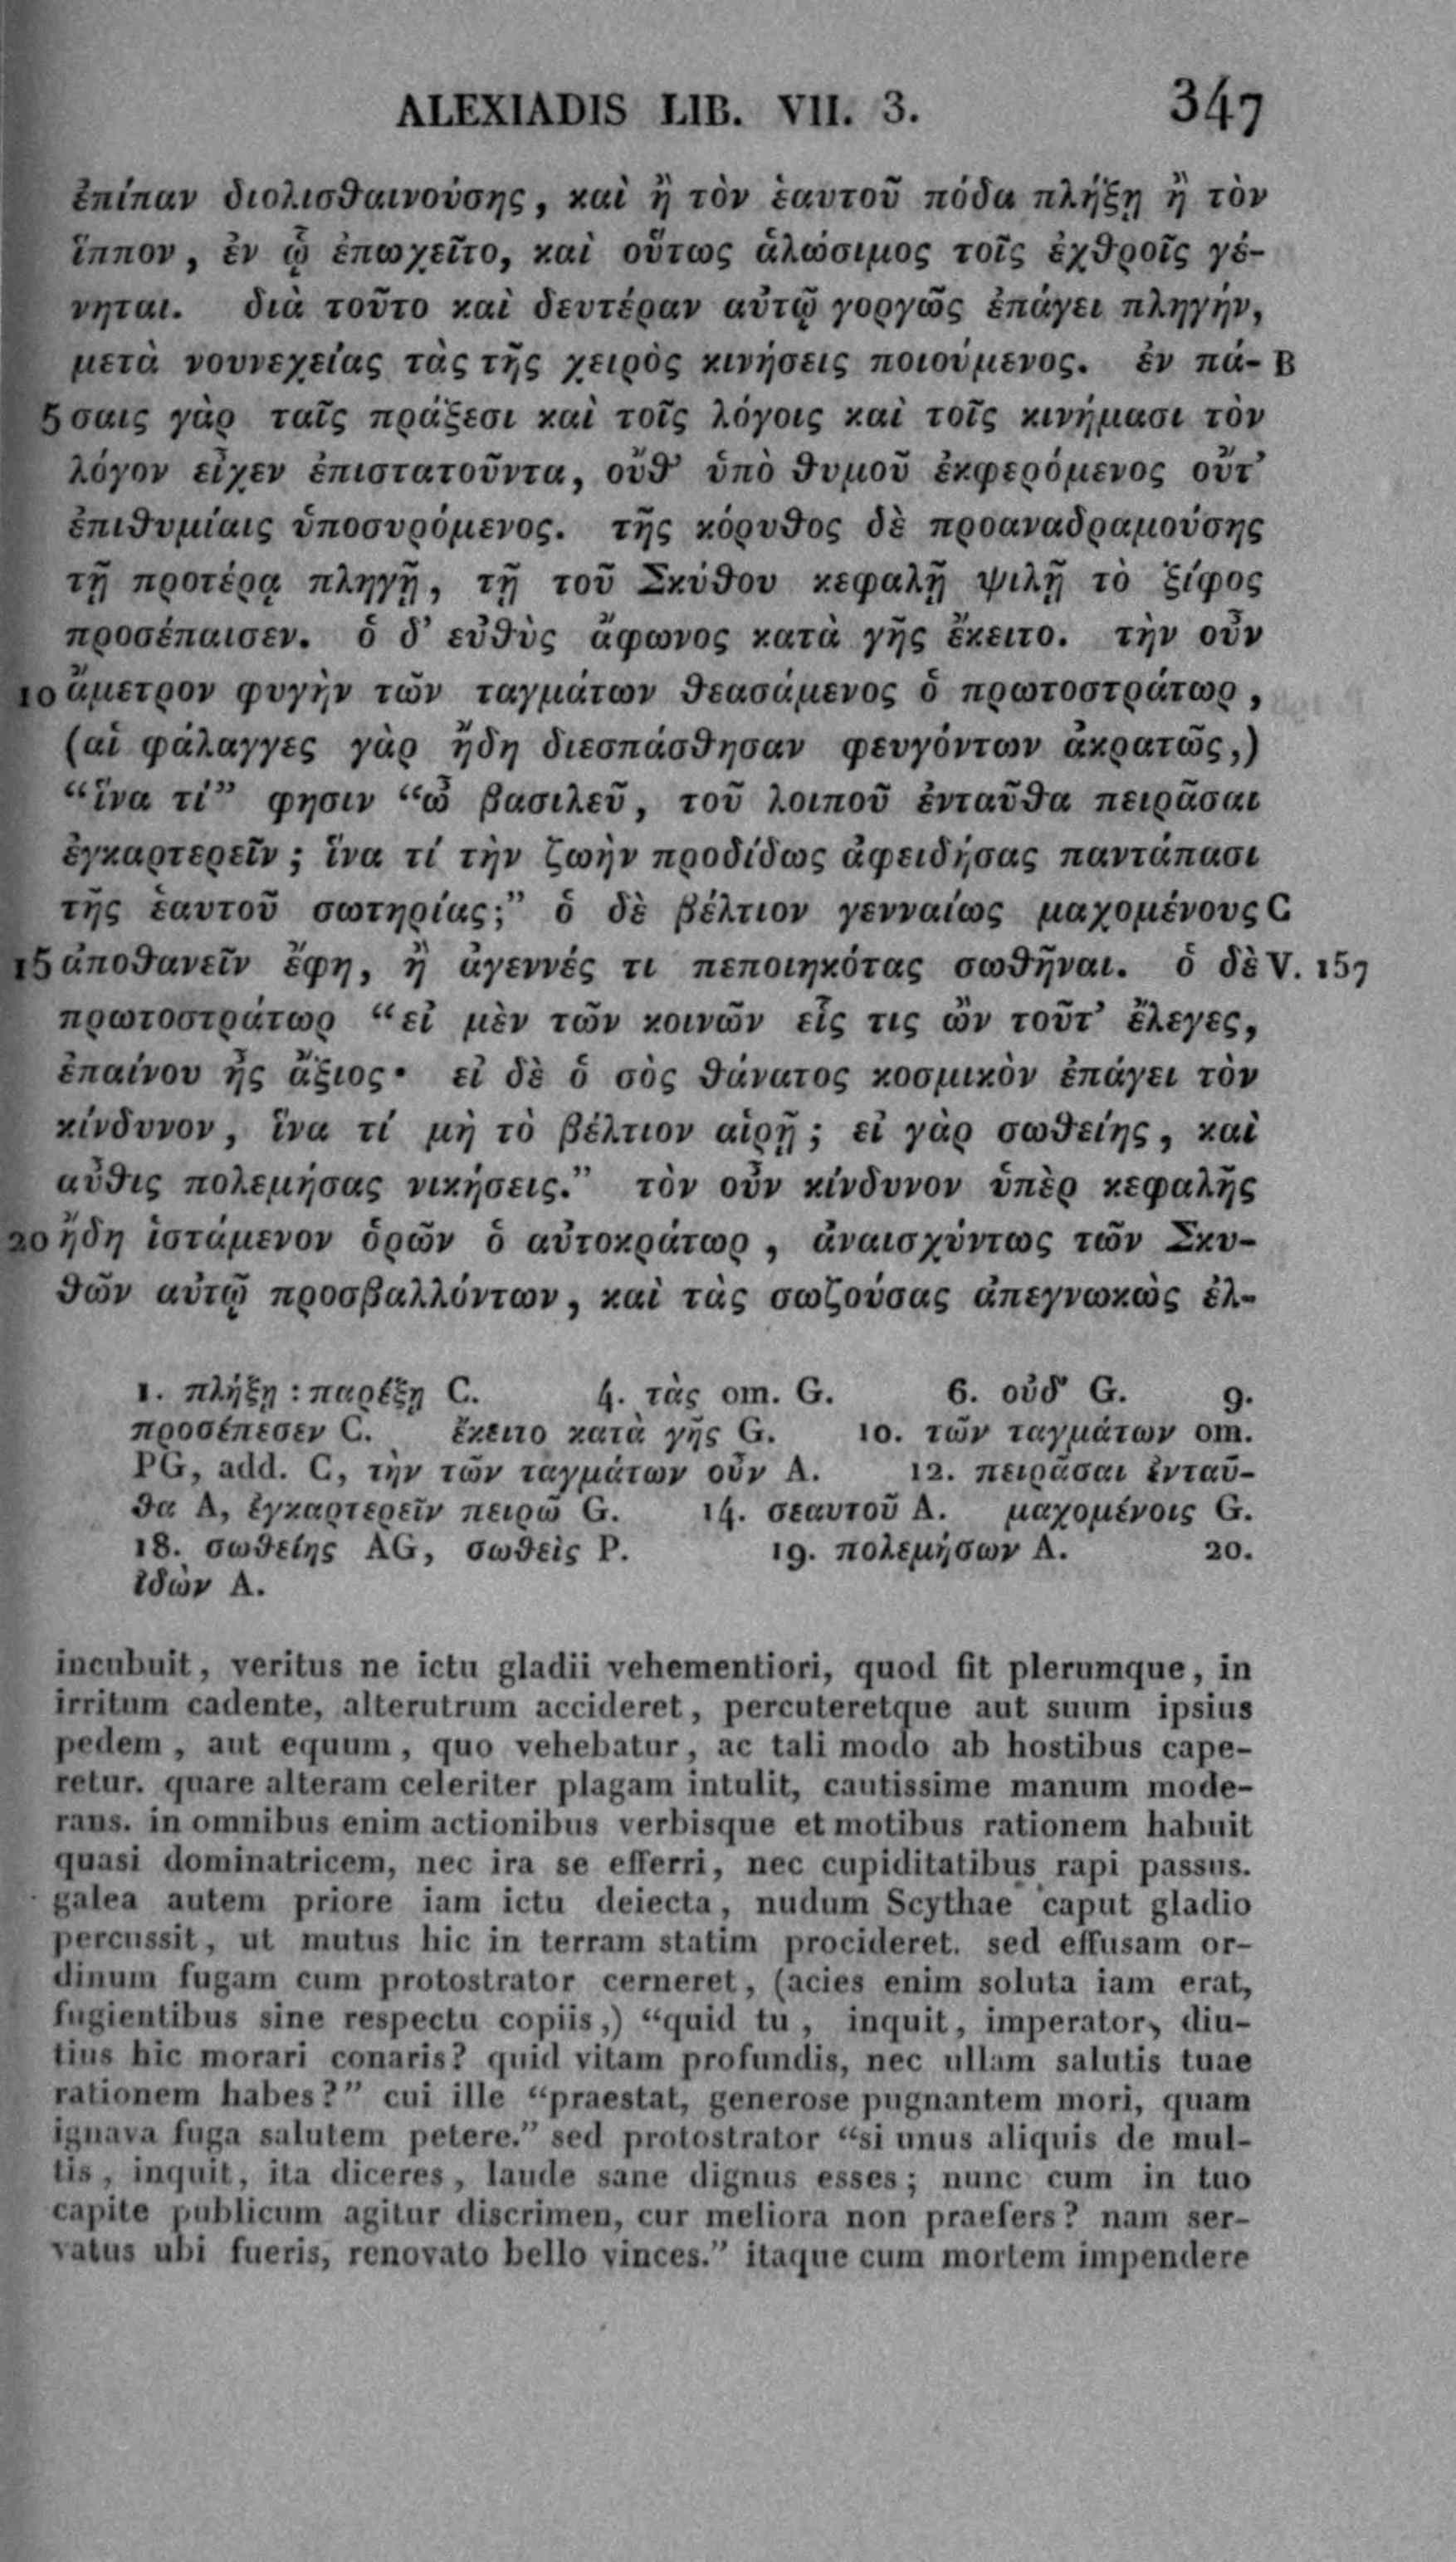 ALEXIADIS LIB. VII. 3. 347
ἐπίπαν διολισθαινούσης, καὶ ἢ τὸν ἑαυτοῦ πόδα πλήξῃ ἢ τὸν
ἵππον, ἐν ᾧ ἐπωχεῖτο, καὶ οὕτως ἁλώσιμος τοῖς ἐχθροῖς γέ-
νηται. διὰ τοῦτο καὶ δευτέραν αὐτῷ γοργῶς ἐπάγει πληγὴν,
μετὰ νουνεχείας τὰς τῆς χειρὸς κινήσεις ποιούμενος. ἐν πά- B
5 σαις γὰρ ταῖς πράξεσι καὶ τοῖς λόγοις καὶ τοῖς κινήμασι τὸν
λόγον εἶχεν ἐπιστατοῦντα, οὔθ’ ὑπὸ θυμοῦ ἐκφερόμενος οὔτ’
ἐπιθυμίαις ὑποσυρόμενος. τῆς κόρυθος δὲ προαναδραμούσης
τῇ προτέρᾳ πληγῇ, τῇ τοῦ Σκύθου κεφαλῇ ψιλῇ τὸ ξίφος
προσέπαισεν. ὁ δ’ εὐθὺς ἄφωνος κατὰ γῆς ἔκειτο. τὴν οὖν
10 ἄμετρον φυγὴν τῶν ταγμάτων θεασάμενος ὁ πρωτοστράτωρ,
(αἱ φάλαγγες γὰρ ἤδη διεσπάσθησαν φευγόντων ἀκρατῶς,)
“ἵνα τί” φησιν “ὦ βασιλεῦ, τοῦ λοιποῦ ἐνταῦθα πειρᾶσαι
ἐγκαρτερεῖν; ἵνα τί τὴν ζωὴν προδίδως ἀφειδήσας παντάπασι
τῆς ἑαυτοῦ σωτηρίας;” ὁ δὲ βέλτιον γενναίως μαχομένους C
15 ἀποθανεῖν ἔφη, ἢ ἀγεννές τι πεποιηκότας σωθῆναι. ὁ δὲ V. 157
πρωτοστράτωρ “εἰ μὲν τῶν κοινῶν εἷς τις ὢν τοῦτ’ ἔλεγες,
ἐπαίνου ἦς ἄξιος· εἰ δὲ ὁ σὸς θάνατος κοσμικὸν ἐπάγει τὸν
κίνδυνον, ἵνα τί μὴ τὸ βέλτιον αἱρῇ; εἰ γὰρ σωθείης, καὶ
αὖθις πολεμήσας νικήσεις.” τὸν οὖν κίνδυνον ὑπὲρ κεφαλῆς
20 ἤδη ἱστάμενον ὁρῶν ὁ αὐτοκράτωρ, ἀναισχύντως τῶν Σκυ-
θῶν αὐτῷ προσβαλλόντων, καὶ τὰς σωζούσας ἀπεγνωκὼς ἐλ-
1. πλήξῃ : παρέξῃ C. 4. τὰς om. G. 6. οὐδ’ G. 9.
προσέπεσεν C. ἔκειτο κατὰ γῆς G. 10. τῶν ταγμάτων om.
PG, add. C, τὴν τῶν ταγμάτων οὖν A. 12. πειρᾶσαι ἐνταῦ-
θα A, ἐγκαρτερεῖν πειρῶ G. 14. σεαυτοῦ A. μαχομένοις G.
18. σωθείης AG, σωθεὶς P. 19. πολεμήσων A. 20.
ἰδὼν A.
incubuit, veritus ne ictu gladii vehementiori, quod fit plerumque, in
irritum cadente, alterutrum accideret, percuteretque aut suum ipsius
pedem, aut equum, quo vehebatur, ac tali modo ab hostibus cape-
retur. quare alteram celeriter plagam intulit, cautissime manum mode-
rans. in omnibus enim actionibus verbisque et motibus rationem habuit
quasi dominatricem, nec ira se efferri, nec cupiditatibus rapi passus.
galea autem priore iam ictu deiecta, nudum Scythae caput gladio
percussit, ut mutus hic in terram statim procideret. sed effusam or-
dinum fugam cum protostrator cerneret, (acies enim soluta iam erat,
fugientibus sine respectu copiis,) “quid tu, inquit, imperator, diu-
tius hic morari conaris? quid vitam profundis, nec ullam salutis tuae
rationem habes?” cui ille “praestat, generose pugnantem mori, quam
ignava fuga salutem petere.” sed protostrator “si unus aliquis de mul-
tis, inquit, ita diceres, laude sane dignus esses; nunc cum in tuo
capite publicum agitur discrimen, cur meliora non praefers? nam ser-
vatus ubi fueris, renovato bello vinces.” itaque cum mortem impendere